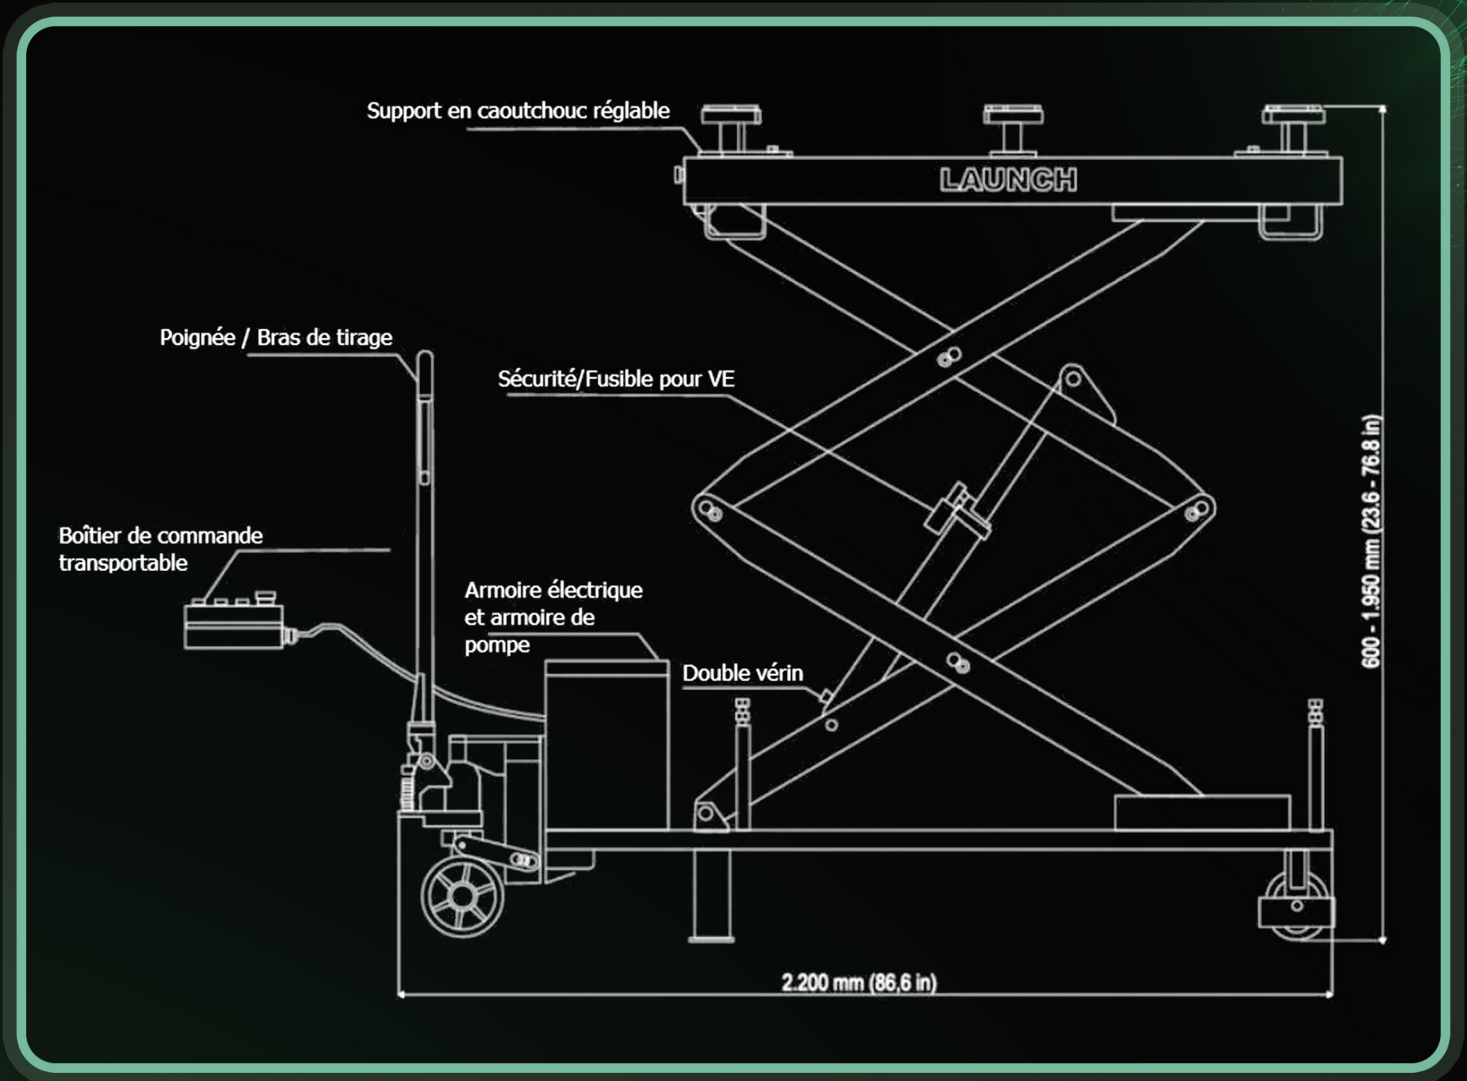 Support en caoutchouc réglable
LAUNCH
Poignée / Bras de tirage
Sécurité/Fusible pour VE
Boîtier de commande
transportable
Armoire électrique
et armoire de
pompe
Double vérin
600 - 1.950 mm (23.6 - 76.8 in)
2.200 mm (86,6 in)